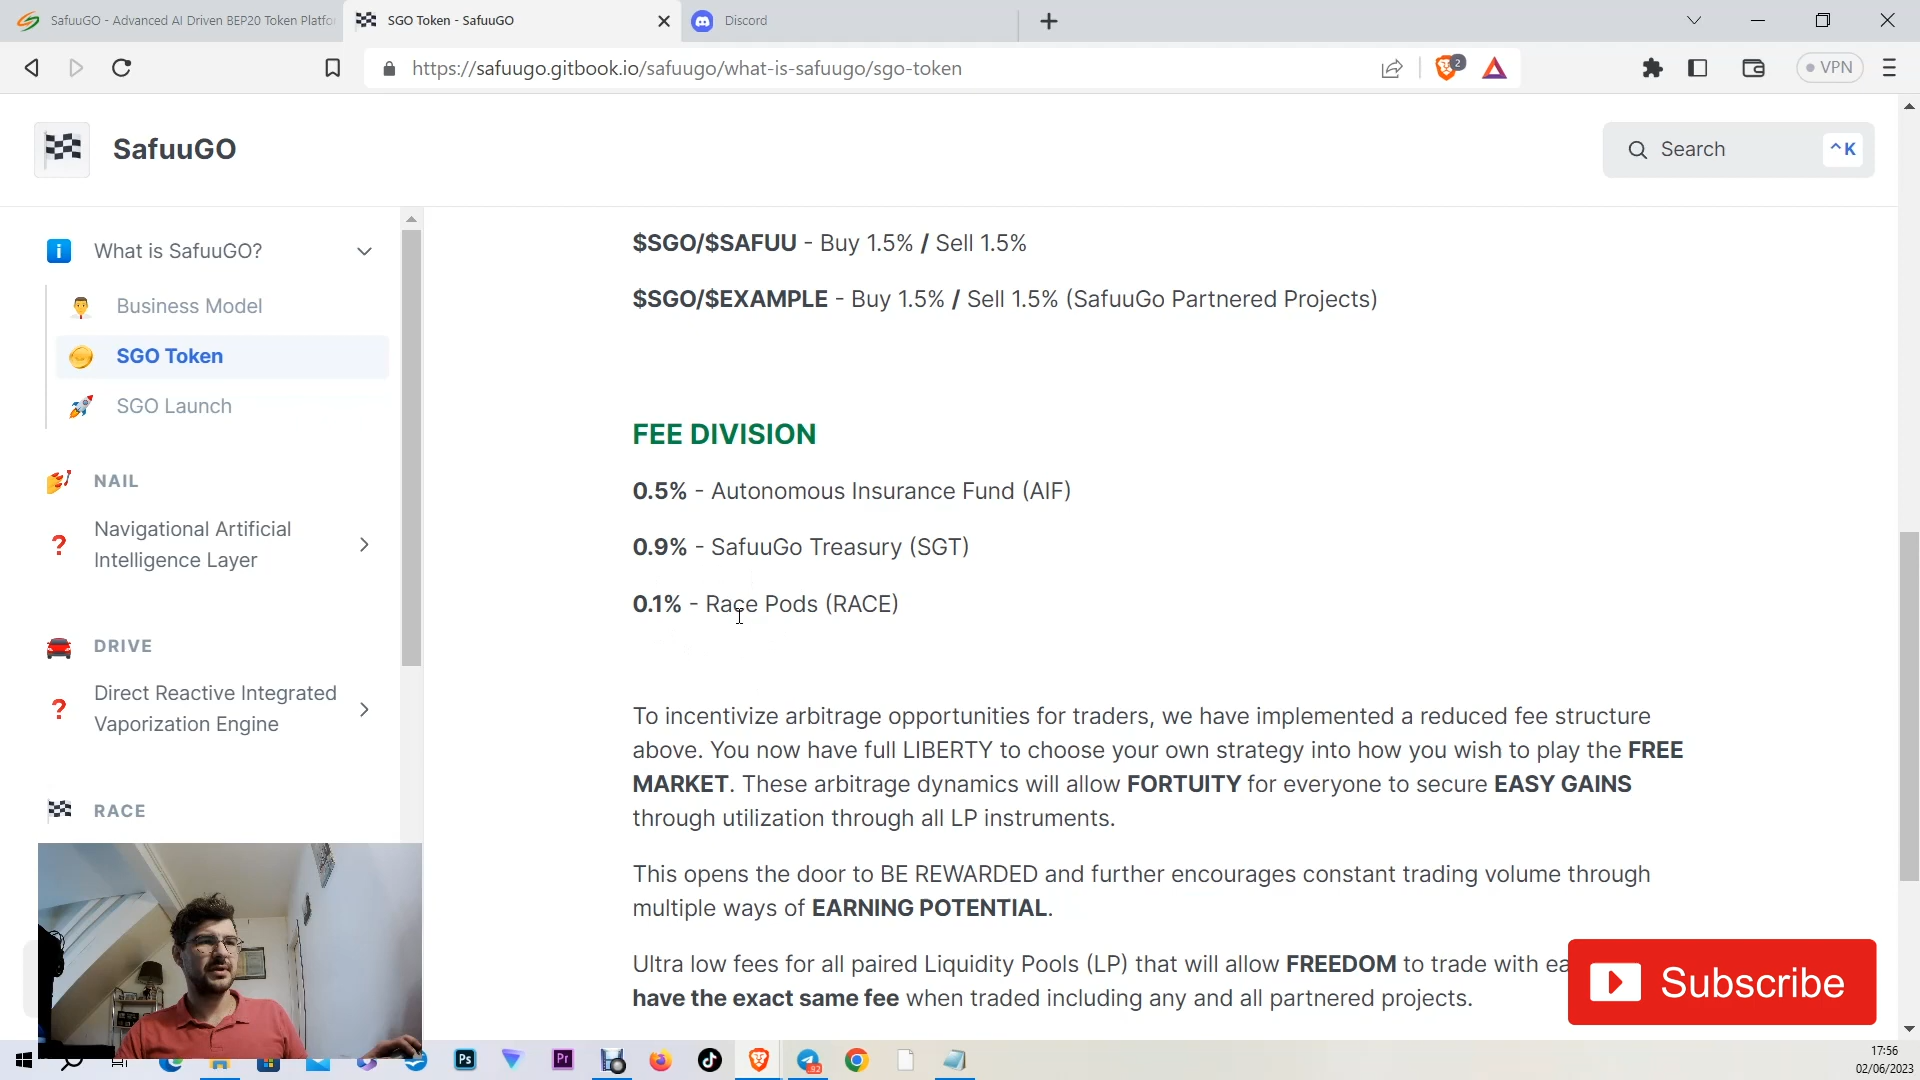 SafuuGO - Advanced AI Driven BEP20 Token Platfo
SGO Token - SafuuGO
Discord
https://safuugo.gitbook.io/safuugo/what-is-safuugo/sgo-token
2
VPN
SafuuGO
Search
^K
What is SafuuGO?
Business Model
SGO Token
SGO Launch
NAIL
Navigational Artificial
Intelligence Layer
DRIVE
Direct Reactive Integrated
Vaporization Engine
RACE
$SGO/$SAFUU - Buy 1.5% / Sell 1.5%
$SGO/$EXAMPLE - Buy 1.5% / Sell 1.5% (SafuuGo Partnered Projects)
FEE DIVISION
0.5% - Autonomous Insurance Fund (AIF)
0.9% - SafuuGo Treasury (SGT)
0.1% - Race Pods (RACE)
To incentivize arbitrage opportunities for traders, we have implemented a reduced fee structure
above. You now have full LIBERTY to choose your own strategy into how you wish to play the FREE
MARKET. These arbitrage dynamics will allow FORTUITY for everyone to secure EASY GAINS
through utilization through all LP instruments.
This opens the door to BE REWARDED and further encourages constant trading volume through
multiple ways of EARNING POTENTIAL.
Ultra low fees for all paired Liquidity Pools (LP) that will allow FREEDOM to trade with ea
have the exact same fee when traded including any and all partnered projects.
Subscribe
Ps
Pr
92
17:56
02/06/2023